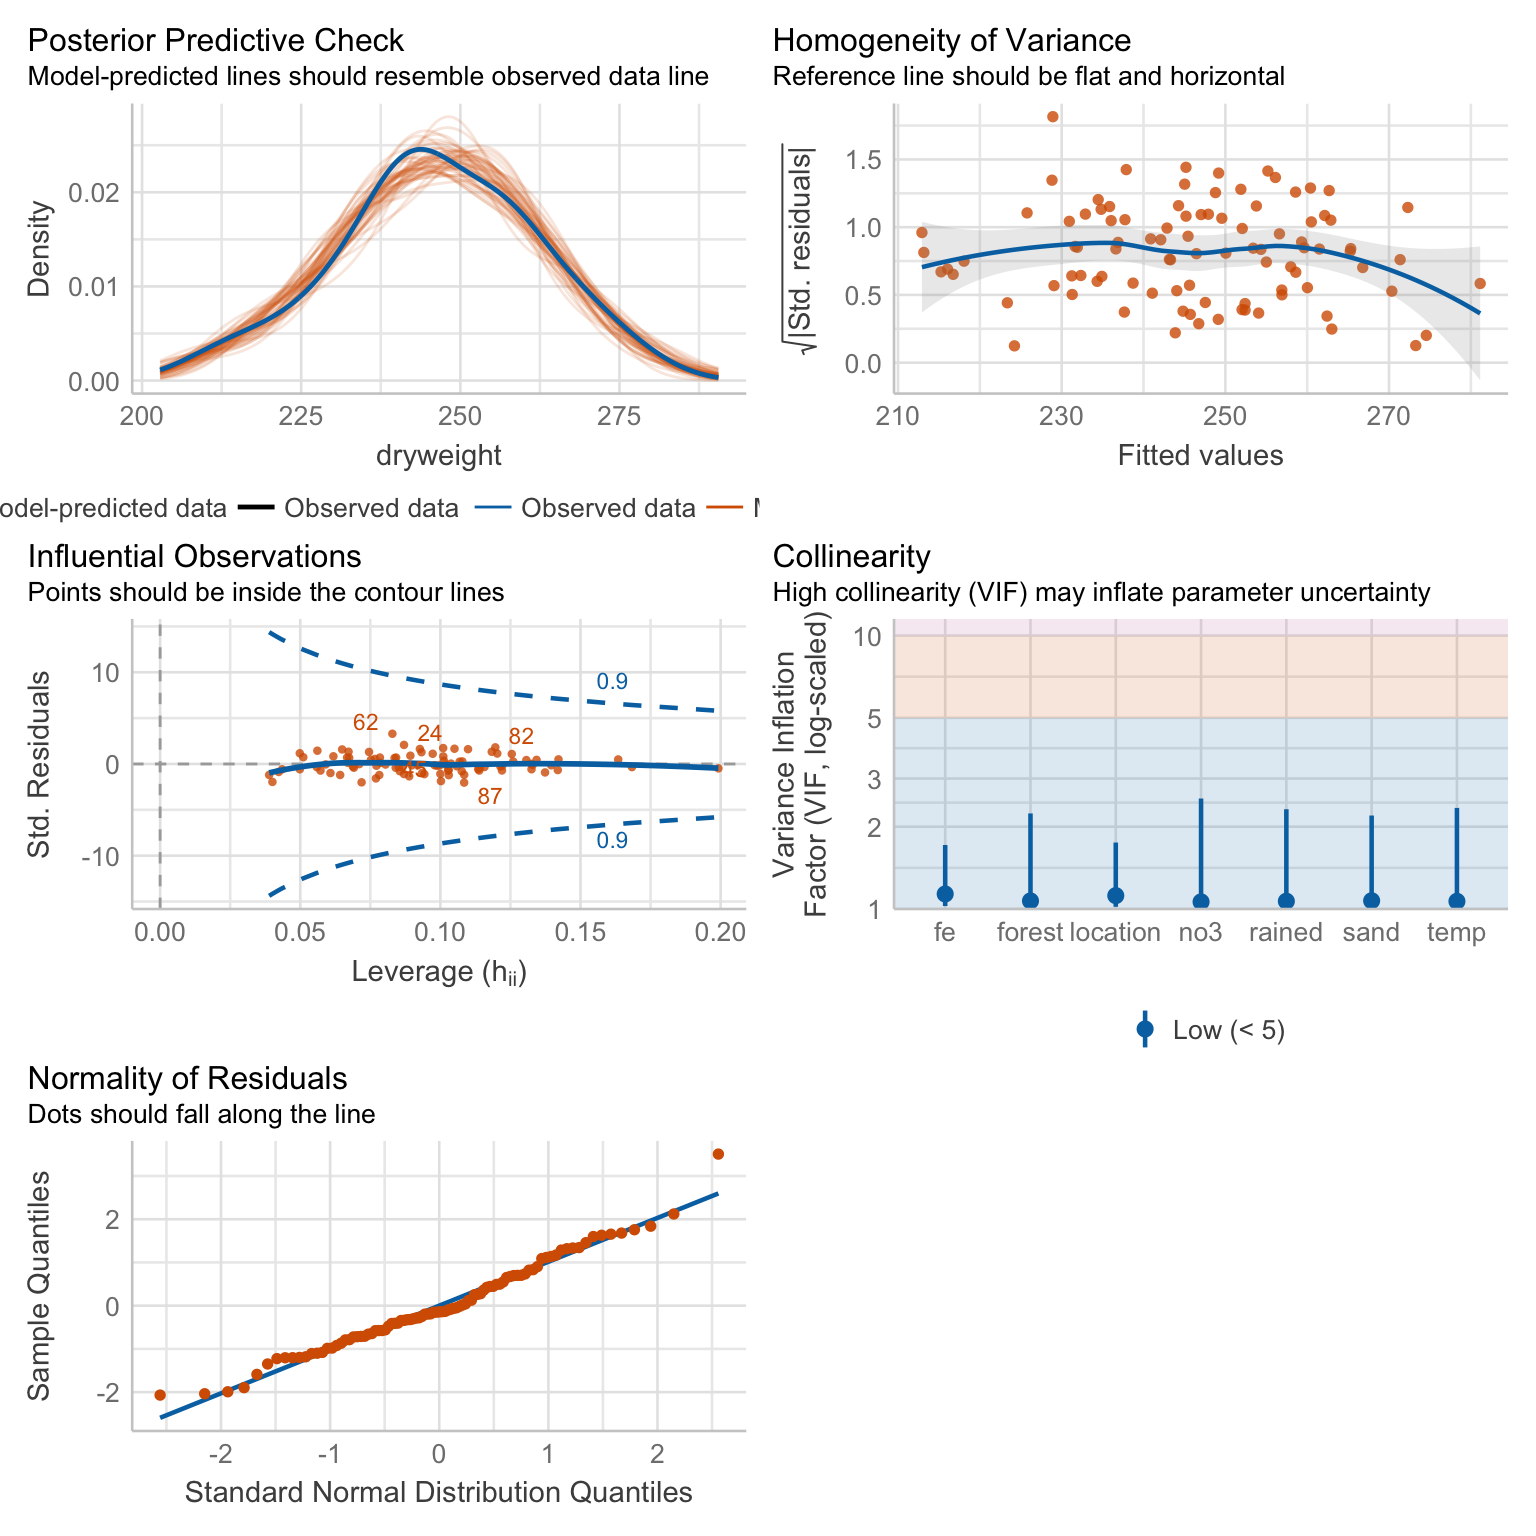 Posterior Predictive Check
Model-predicted lines should resemble observed data line
Density
0.02
0.01
0.00
200 225 250 275
dryweight
odel-predicted data Observed data Observed data
Homogeneity of Variance
Reference line should be flat and horizontal
√|Std. residuals|
1.5
1.0
0.5
0.0
210 230 250 270
Fitted values
Influential Observations
Points should be inside the contour lines
Std. Residuals
10
0
-10
0.9
62
24
82
87
0.9
0.00 0.05 0.10 0.15 0.20
Leverage (hii)
Collinearity
High collinearity (VIF) may inflate parameter uncertainty
Variance Inflation
Factor (VIF, log-scaled)
10
5
3
2
1
fe forest location no3 rained sand temp
Low (< 5)
Normality of Residuals
Dots should fall along the line
Sample Quantiles
2
0
-2
-2 -1 0 1 2
Standard Normal Distribution Quantiles